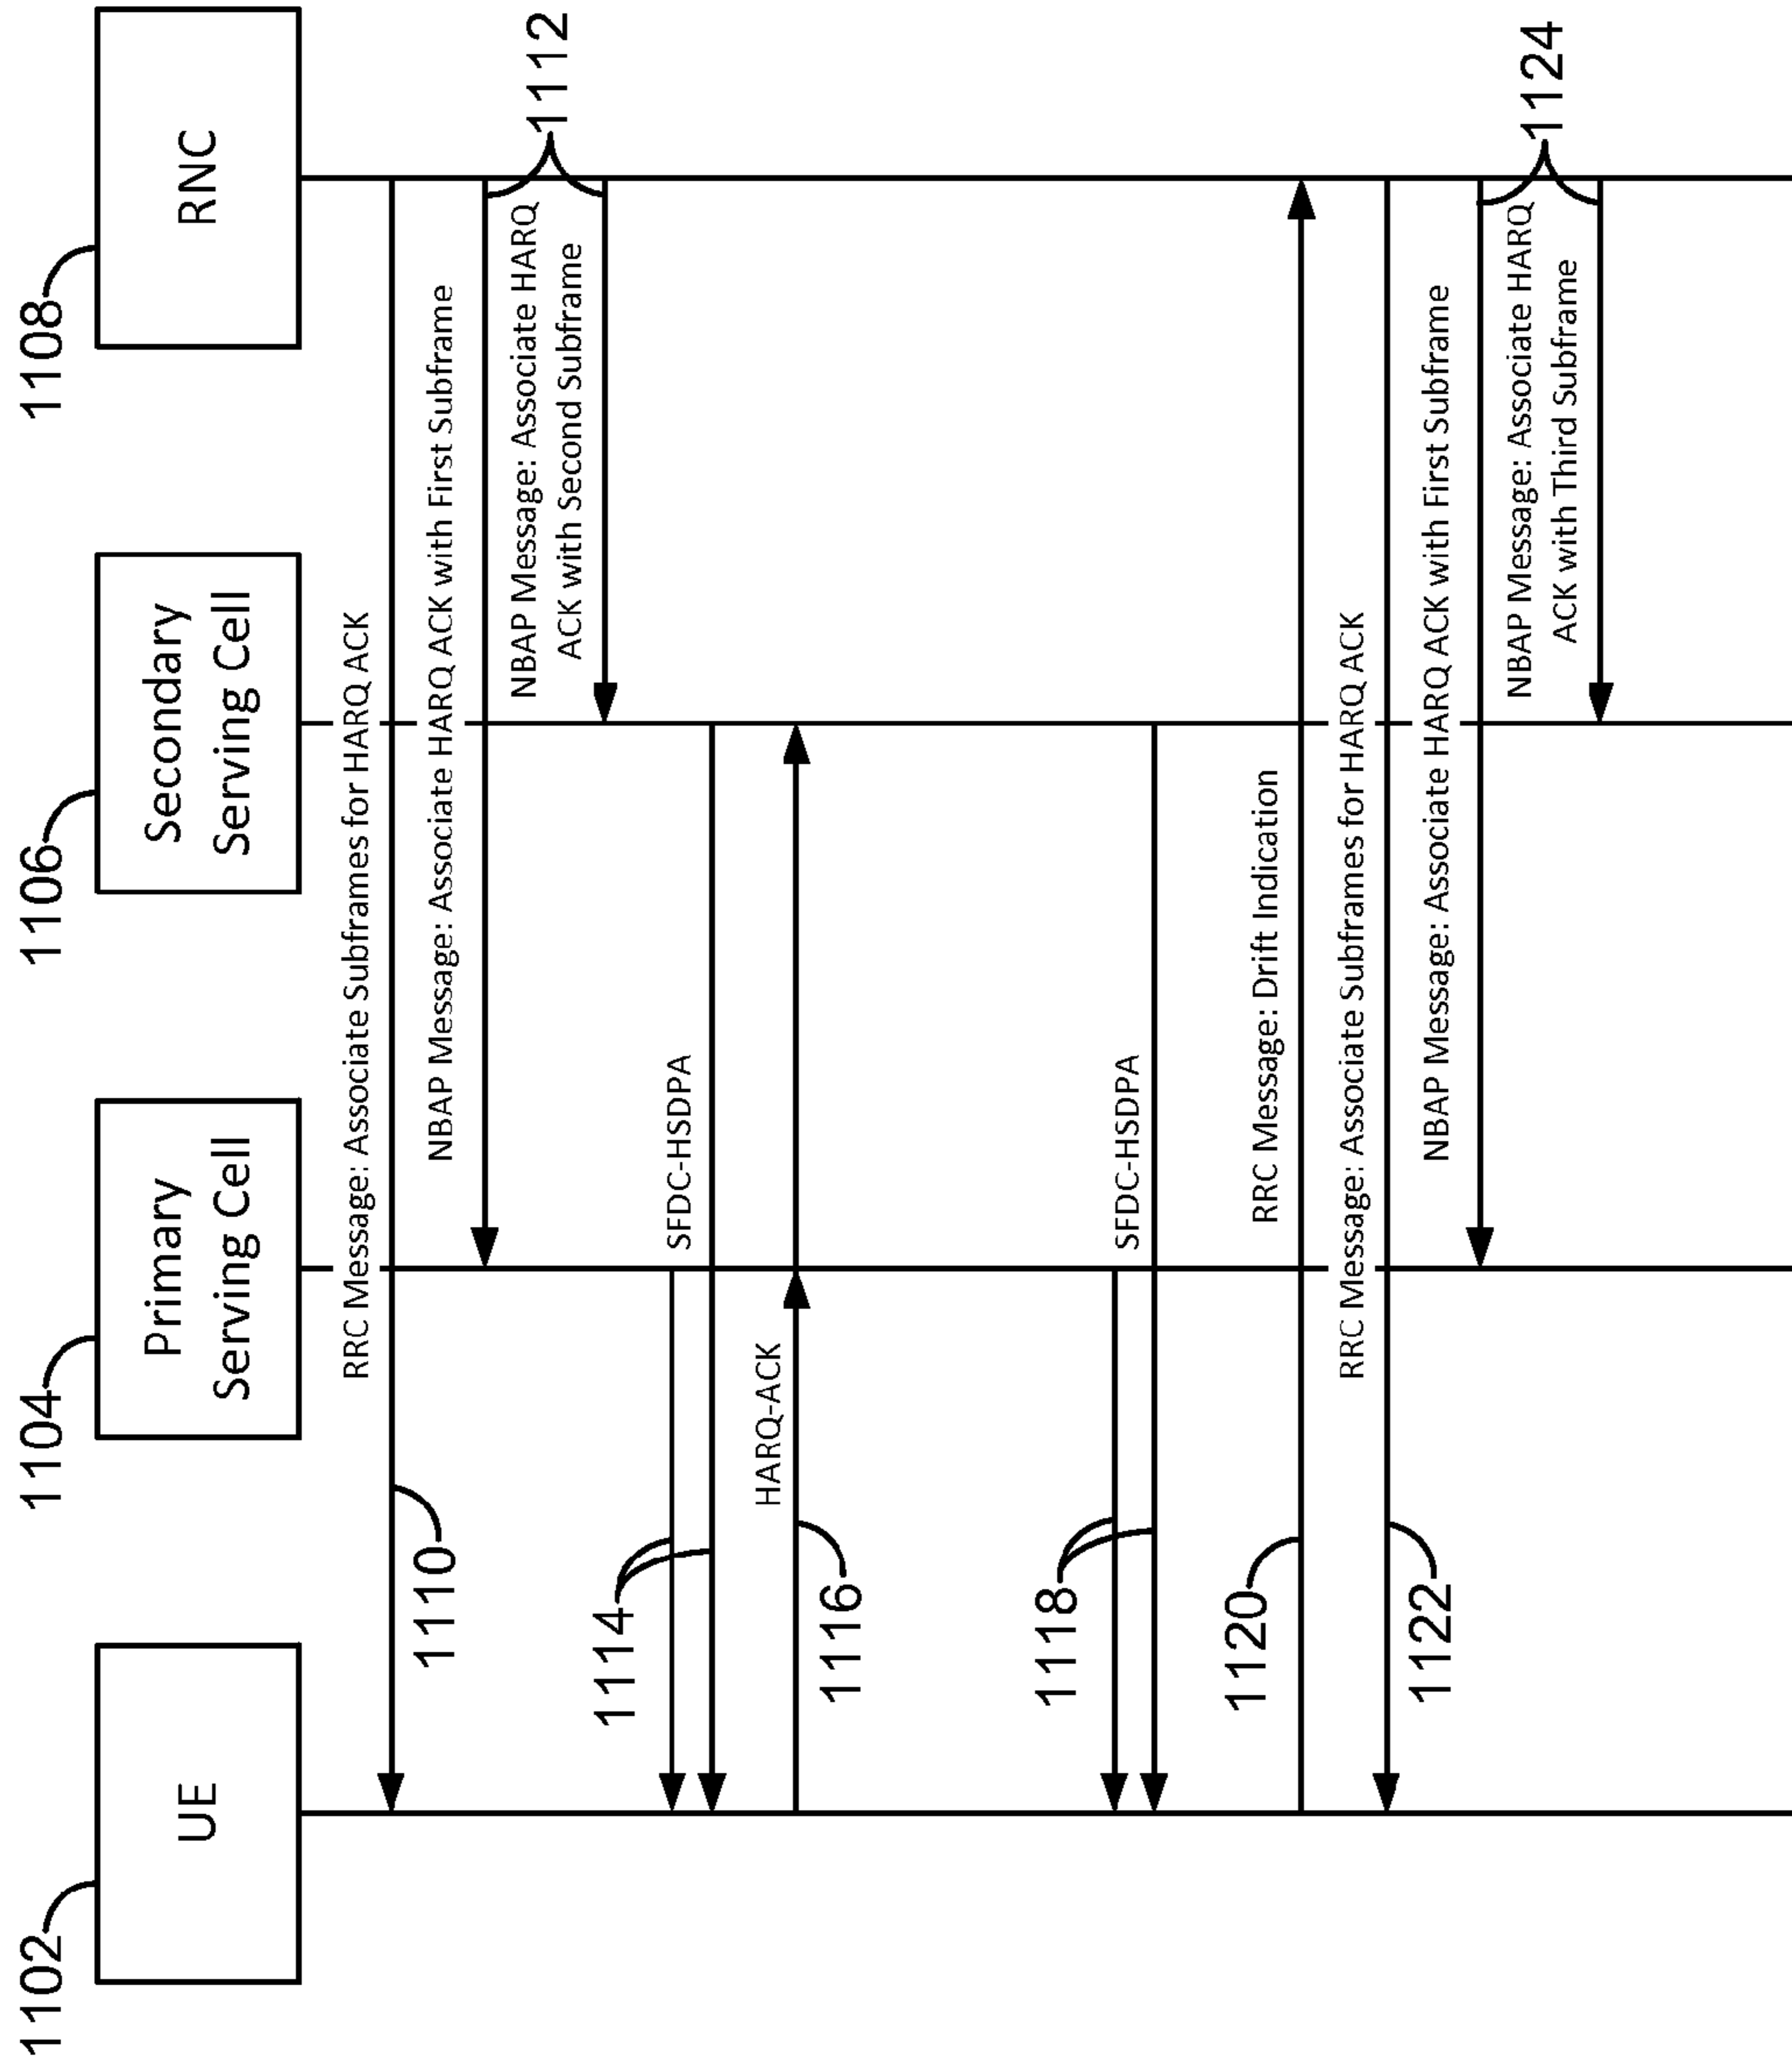 1102
UE
1104
Primary
Serving Cell
1106
Secondary
Serving Cell
1108
RNC
RRC Message: Associate Subframes for HARQ ACK
1110
NBAP Message: Associate HARQ ACK with First Subframe
NBAP Message: Associate HARQ
ACK with Second Subframe
1112
SFDC-HSDPA
1114
HARQ-ACK
1116
SFDC-HSDPA
1118
RRC Message: Drift Indication
1120
RRC Message: Associate Subframes for HARQ ACK
1122
NBAP Message: Associate HARQ ACK with First Subframe
NBAP Message: Associate HARQ
ACK with Third Subframe
1124